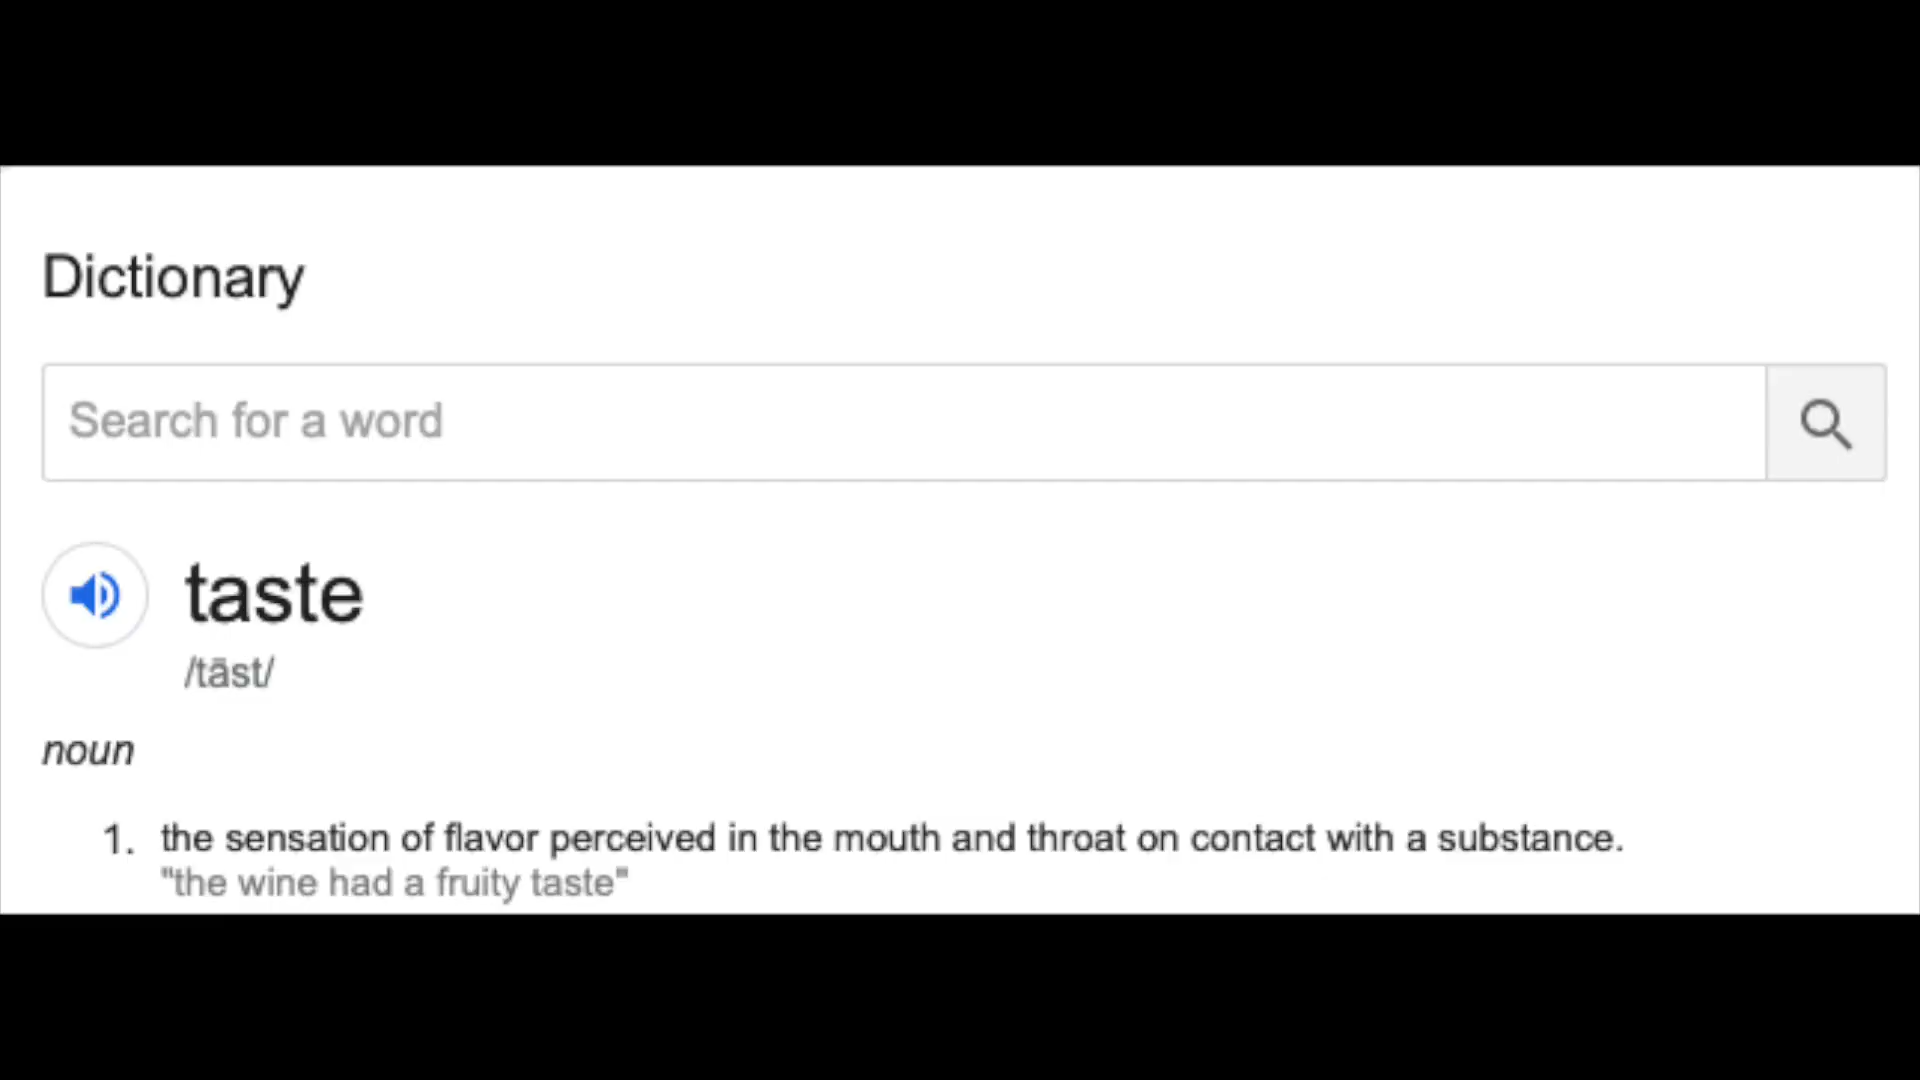 Dictionary
Search for a word
taste
/tāst/
noun
1. the sensation of flavor perceived in the mouth and throat on contact with a substance.
"the wine had a fruity taste"